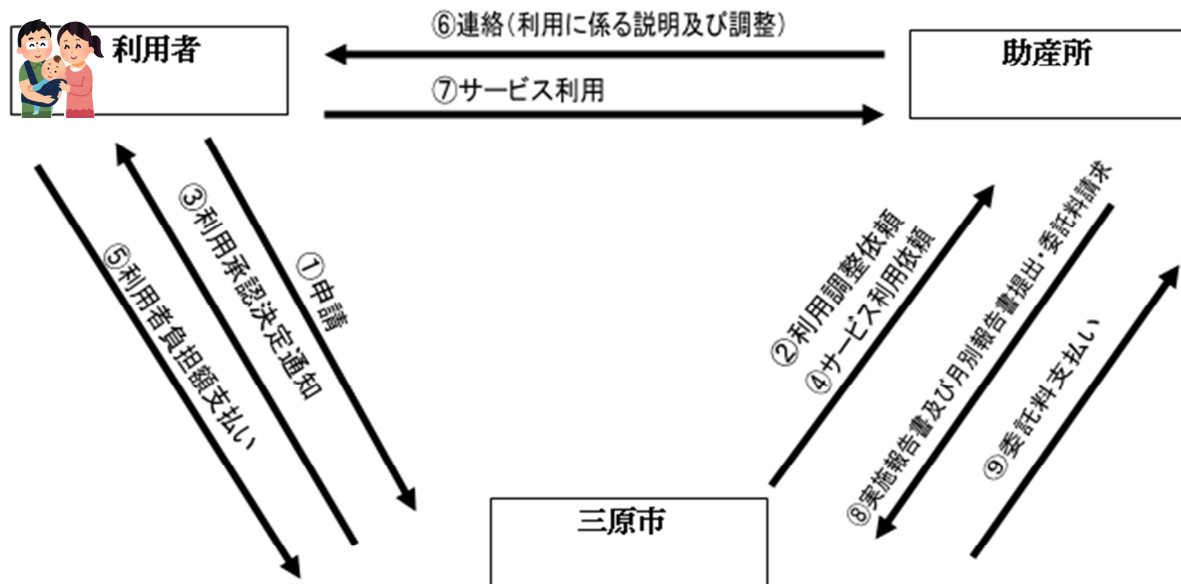 ⑥連絡(利用に係る説明及び調整)
利用者
助産所
⑦サービス利用
①申請
③利用承認決定通知
⑤利用者負担額支払い
②利用調整依頼
④サービス利用依頼
⑧実施報告書及び月別報告書提出・委託料請求
⑨委託料支払い
三原市